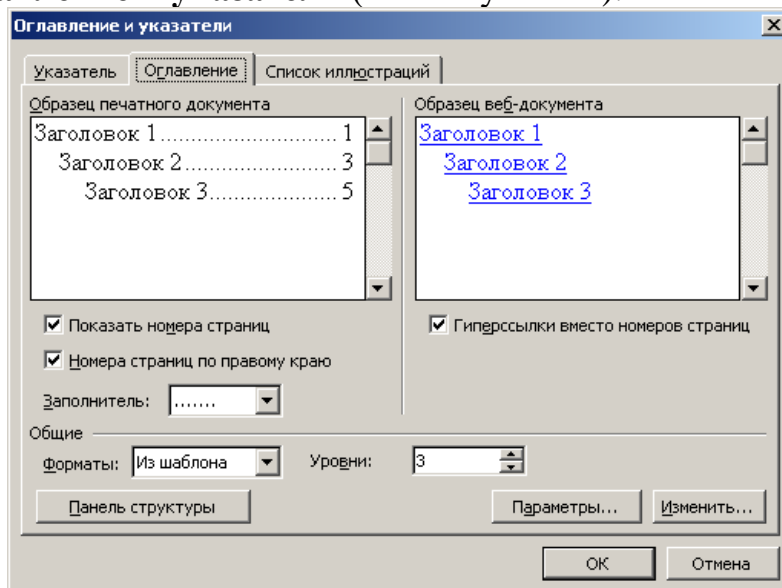 Оглавление и указатели
Указатель Оглавление Список иллюстраций
Образец печатного документа Образец веб-документа
Заголовок 1........................... 1 Заголовок 1
Заголовок 2....................... 3 Заголовок 2
Заголовок 3.................. 5 Заголовок 3
Показать номера страниц Гиперссылки вместо номеров страниц
Номера страниц по правому краю
Заполнитель: .......
Общие
Форматы: Из шаблона Уровни: 3
Панель структуры Параметры... Изменить...
ОК Отмена